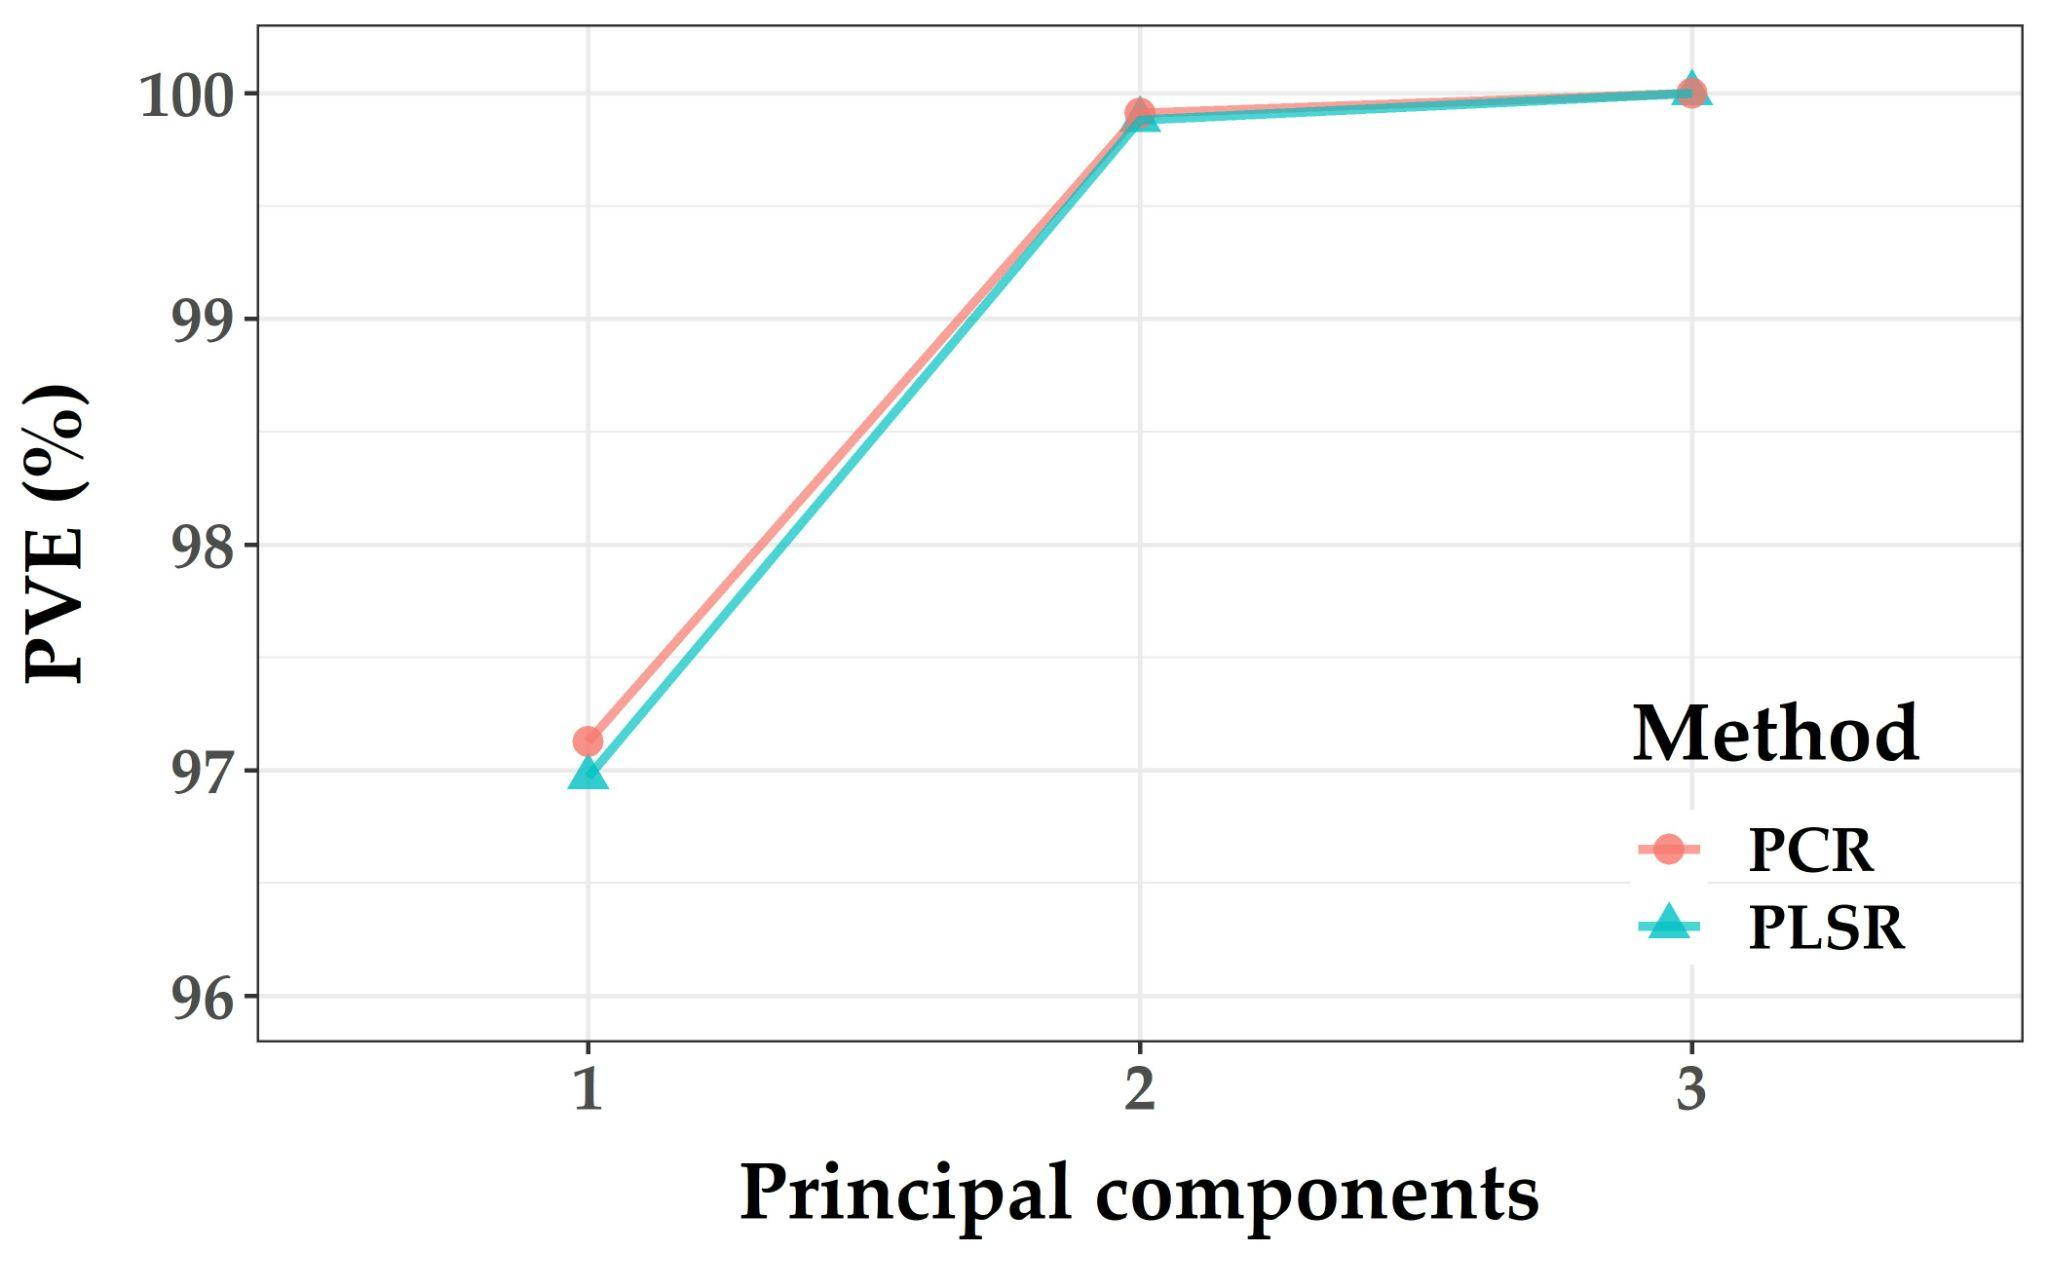 PVE (%)
100
99
98
97
96
1 2 3
Principal components
Method
PCR
PLSR